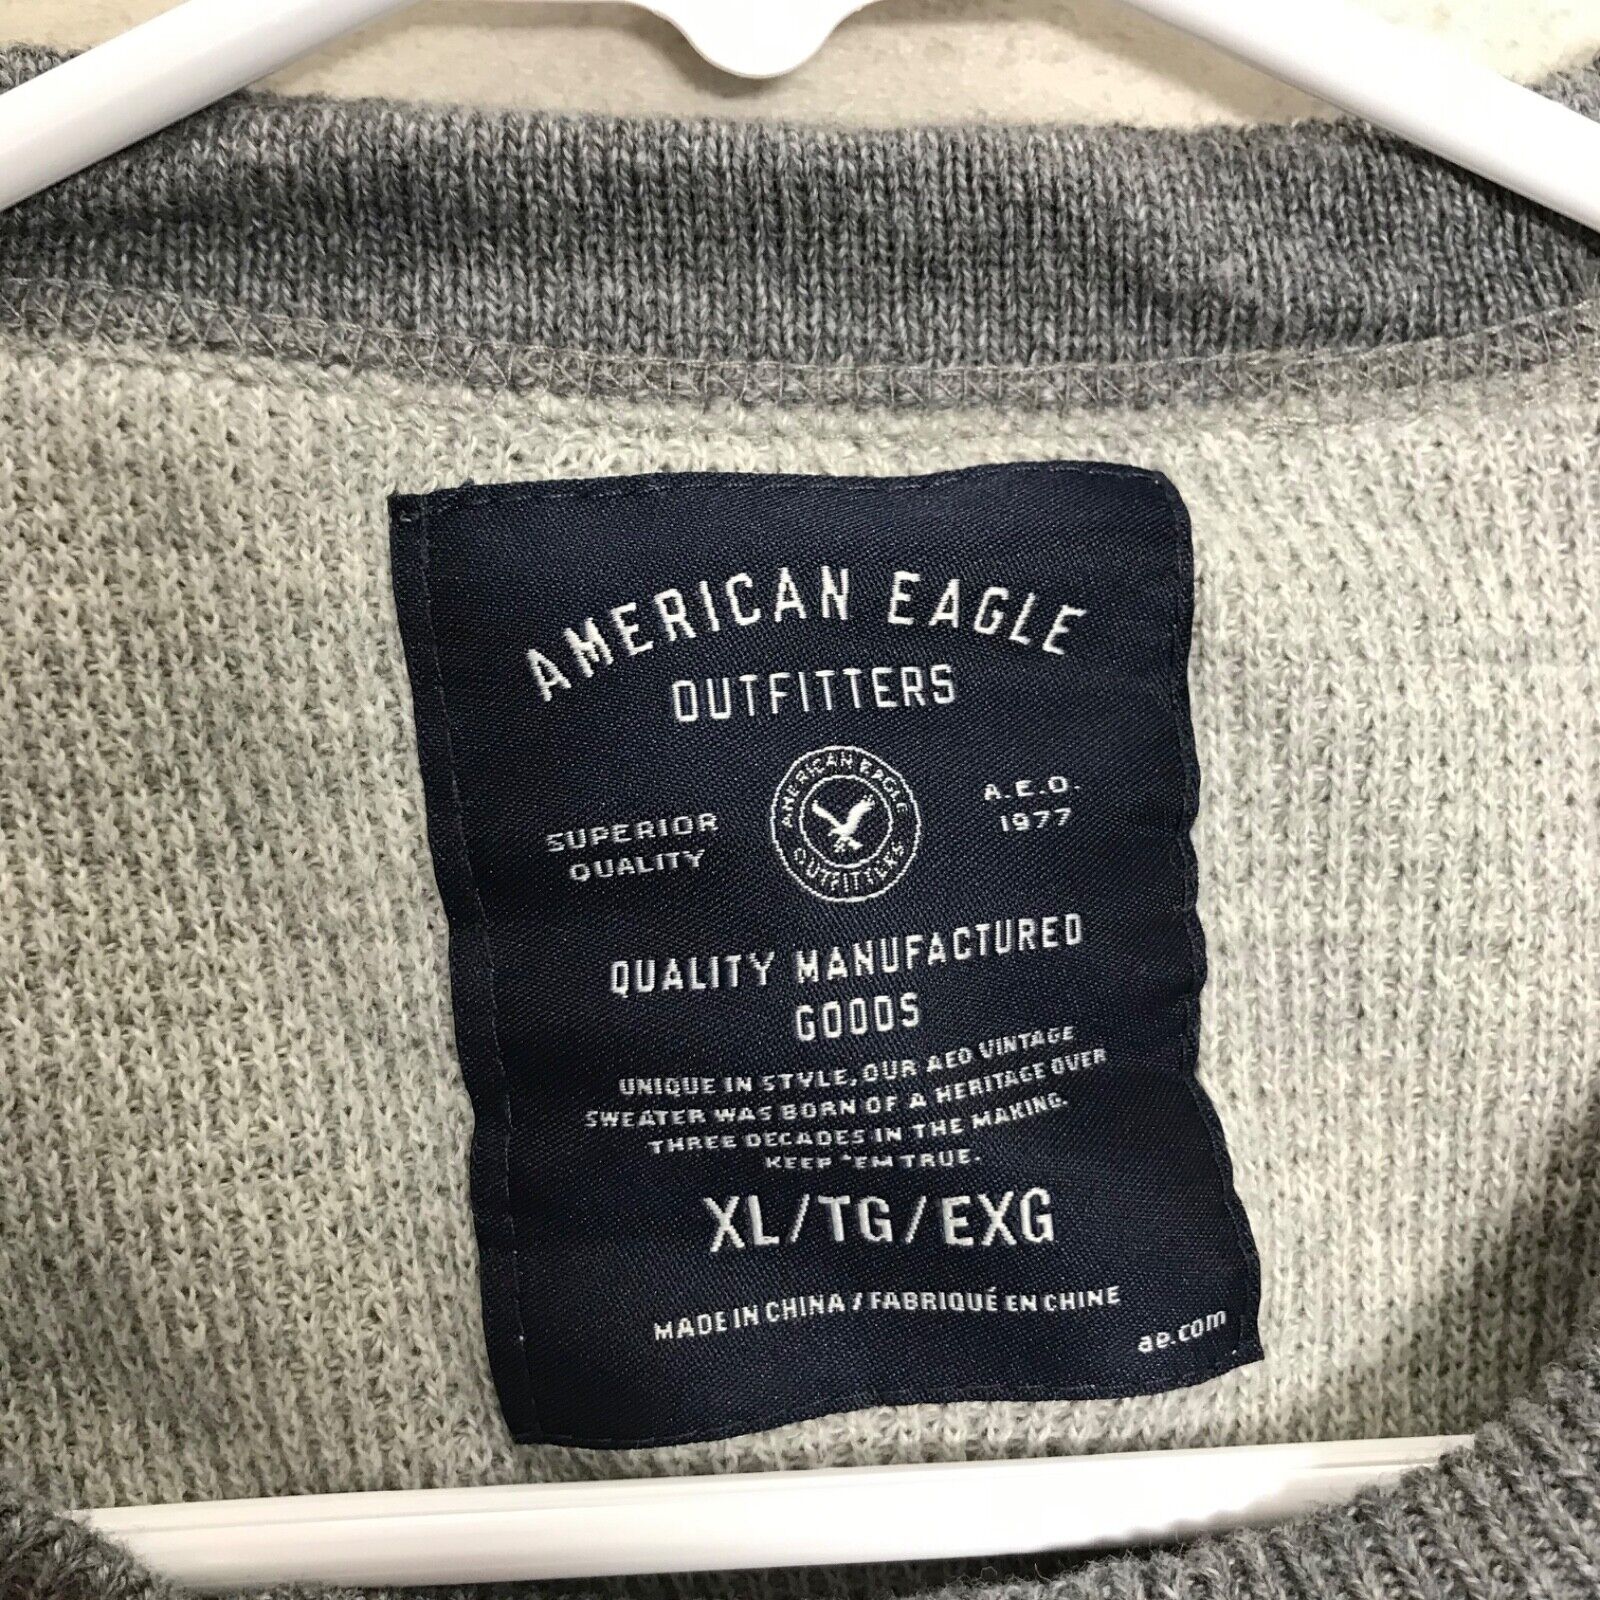 AMERICAN EAGLE
OUTFITTERS
SUPERIOR
QUALITY
AMERICAN EAGLE
OUTFITTERS
A.E.O.
1977
QUALITY MANUFACTURED
GOODS
UNIQUE IN STYLE, OUR AEO VINTAGE
SWEATER WAS BORN OF A HERITAGE OVER
THREE DECADES IN THE MAKING.
KEEP 'EM TRUE.
XL/TG/EXG
MADE IN CHINA / FABRIQUÉ EN CHINE
ae.com